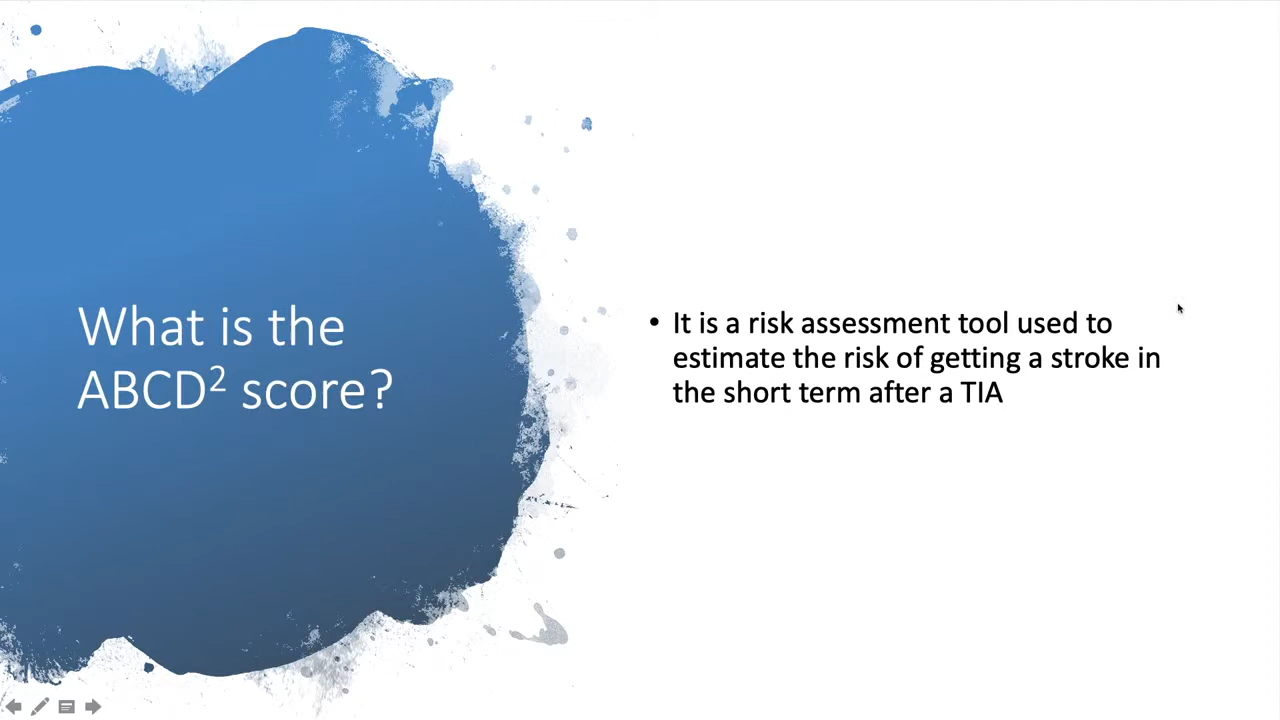 What is the
ABCD² score?
• It is a risk assessment tool used to
estimate the risk of getting a stroke in
the short term after a TIA